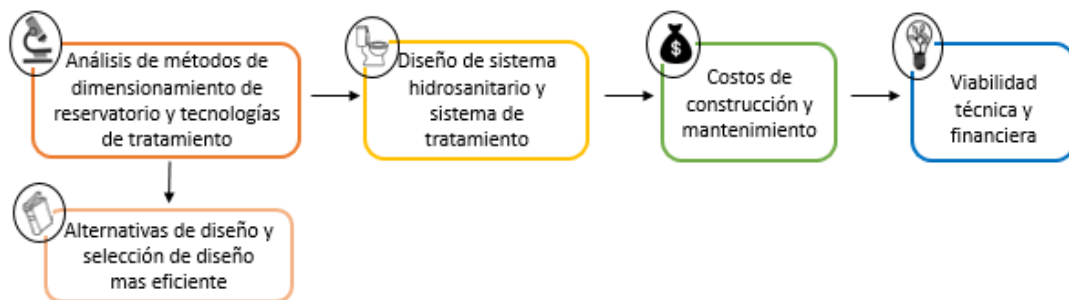 Análisis de métodos de
dimensionamiento de
reservatorio y tecnologías
de tratamiento
Diseño de sistema
hidrosanitario y
sistema de
tratamiento
Costos de
construcción y
mantenimiento
Viabilidad
técnica y
financiera
Alternativas de diseño y
selección de diseño
mas eficiente